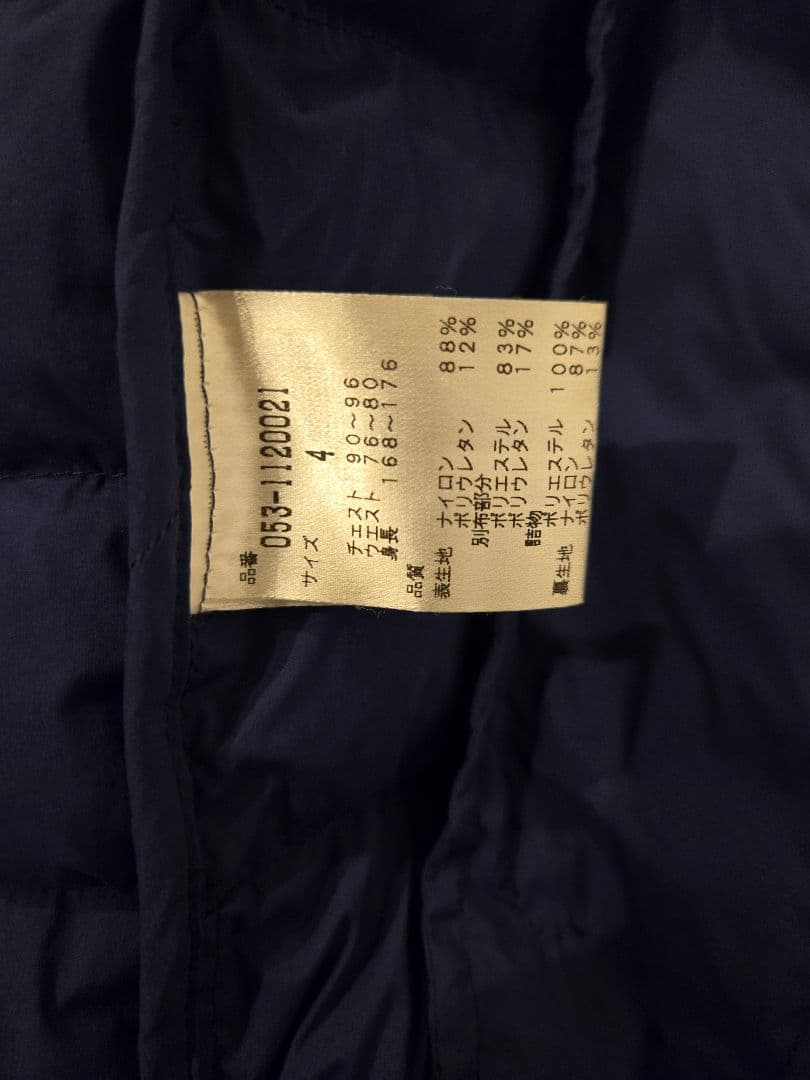 品番
053-1120021
サイズ
4
チェスト 90～96
ウエスト 76～80
身長 168～176
品質
表生地 ナイロン 88%
ポリウレタン 12%
別布部分
ポリエステル 83%
ポリウレタン 17%
詰物
ポリエステル 100%
裏生地 ナイロン 87%
ポリウレタン 13%